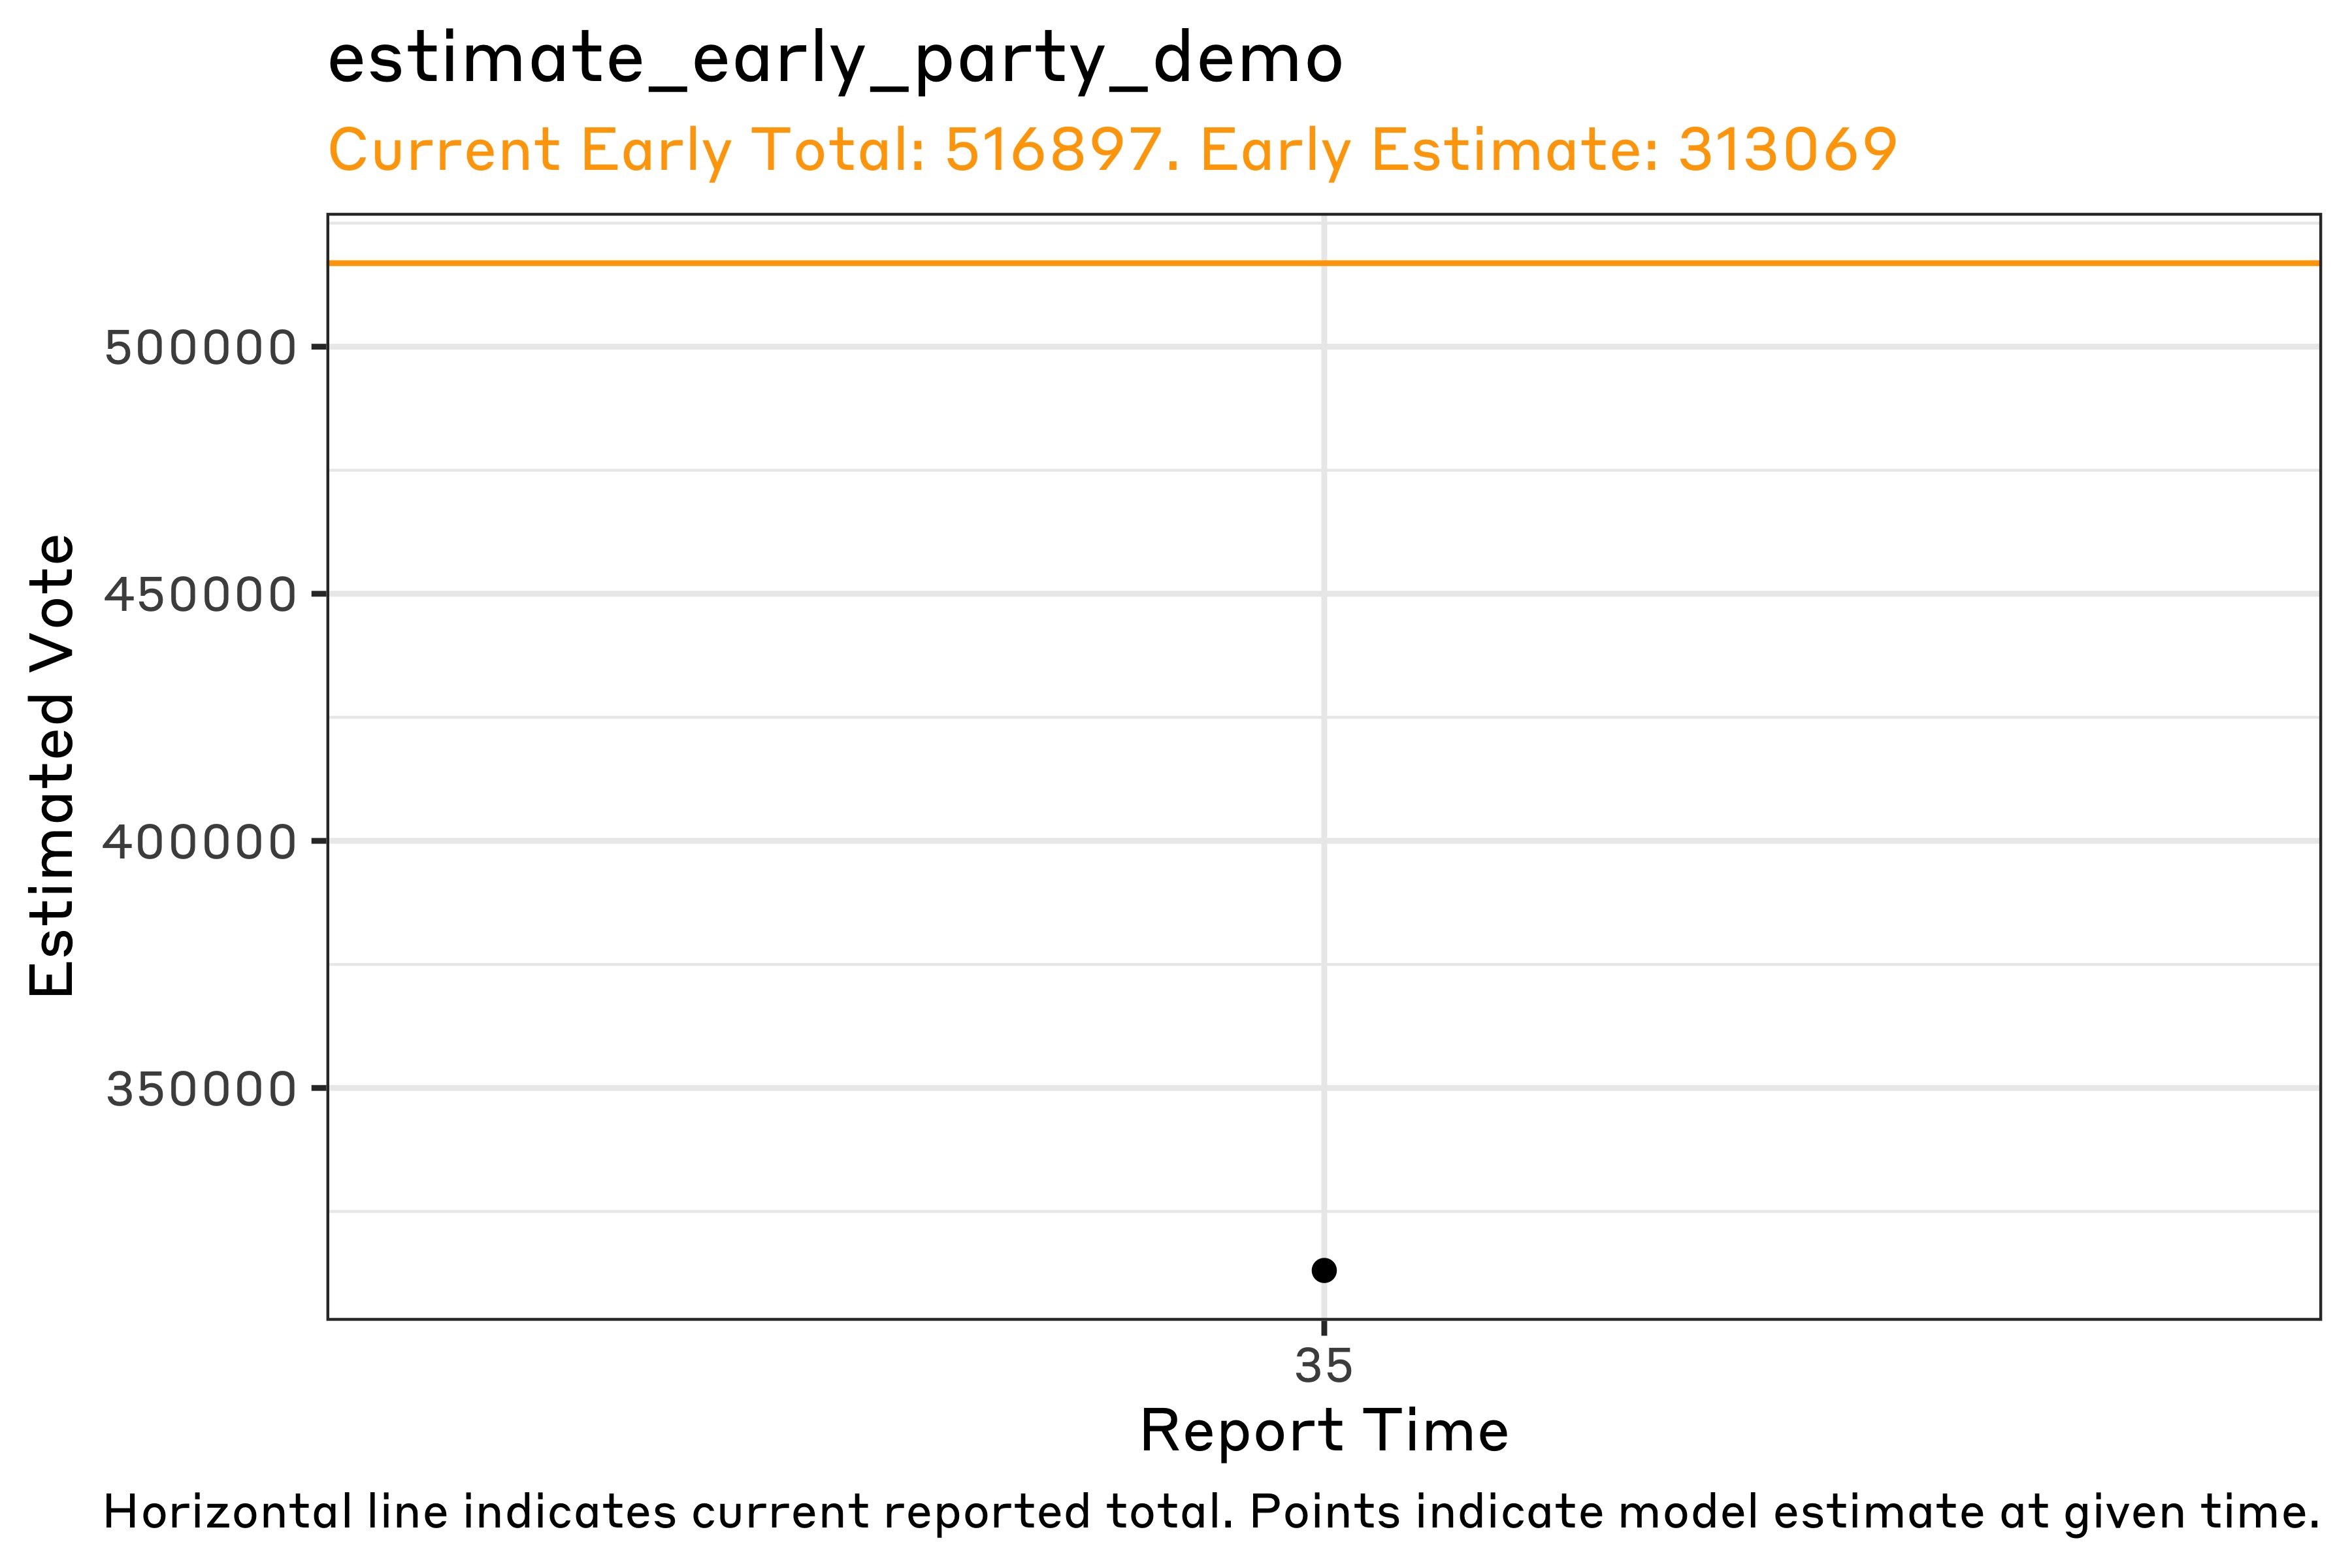 estimate_early_party_demo
Current Early Total: 516897. Early Estimate: 313069
Estimated Vote
500000
450000
400000
350000
35
Report Time
Horizontal line indicates current reported total. Points indicate model estimate at given time.